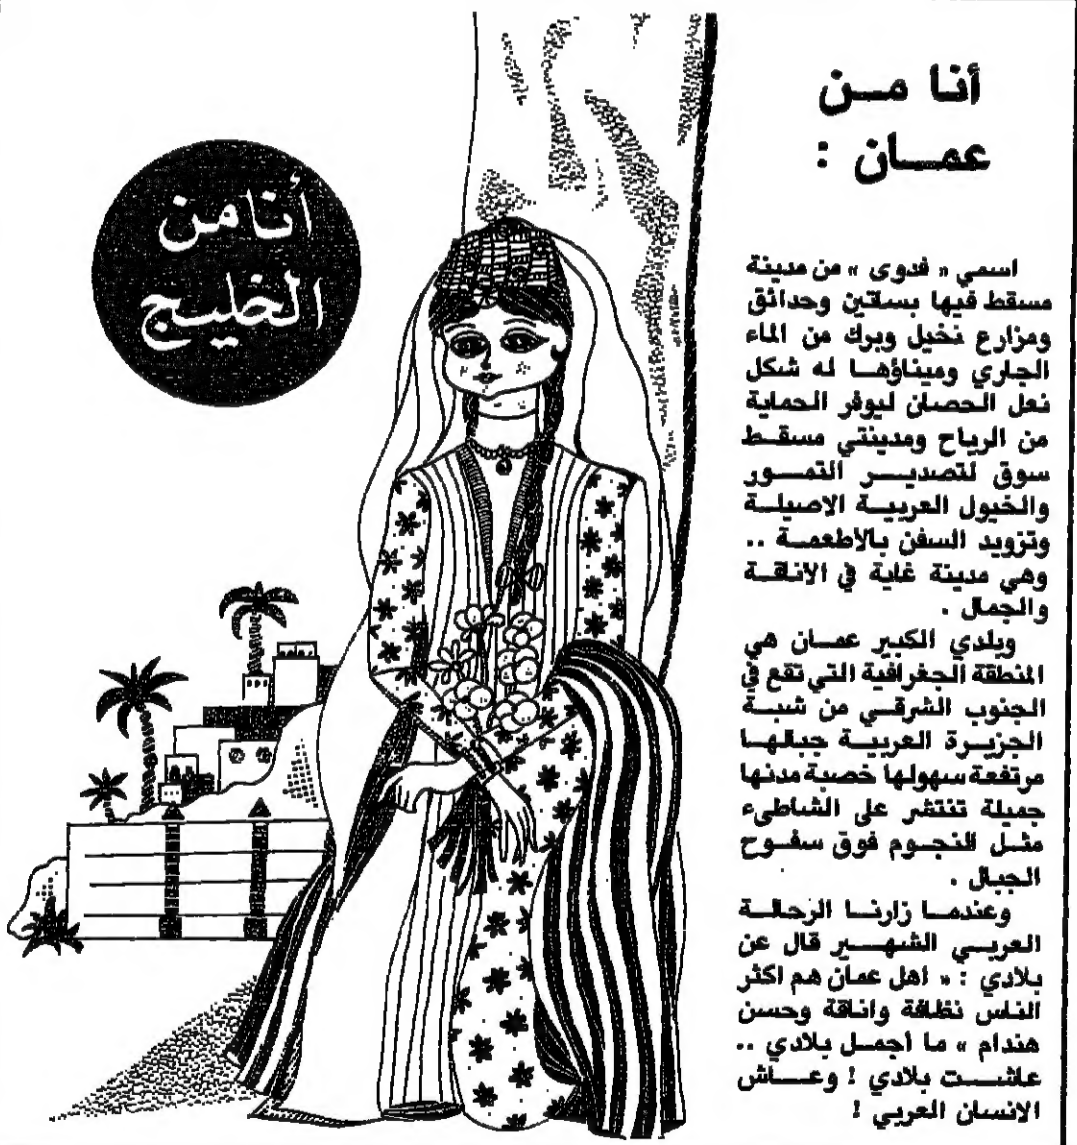 أنا من
عمان :
أنا من
الخليج
اسمي « فدوى » من مدينة
مسقط فيها بساتين وحدائق
ومزارع نخيل وبرك من الماء
الجاري وميناؤها له شكل
نعل الحصان ليوفر الحماية
من الرياح ومدينتي مسقط
سوق لتصدير التمور
والخيول العربية الاصيلة
وتزويد السفن بالاطعمة ..
وهي مدينة غاية في الاناقة
والجمال .
وبلدي الكبير عمان هي
المنطقة الجغرافية التي تقع في
الجنوب الشرقي من شبة
الجزيرة العربية جبالها
مرتفعة سهولها خصبة مدنها
جميلة تنتشر على الشاطىء
مثل النجوم فوق سفوح
الجبال .
وعندما زارنا الرحالة
العربي الشهير قال عن
بلادي : « اهل عمان هم اكثر
الناس نظافة واناقة وحسن
هندام » ما أجمل بلادي ..
عاشت بلادي ! وعاش
الانسان العربي !